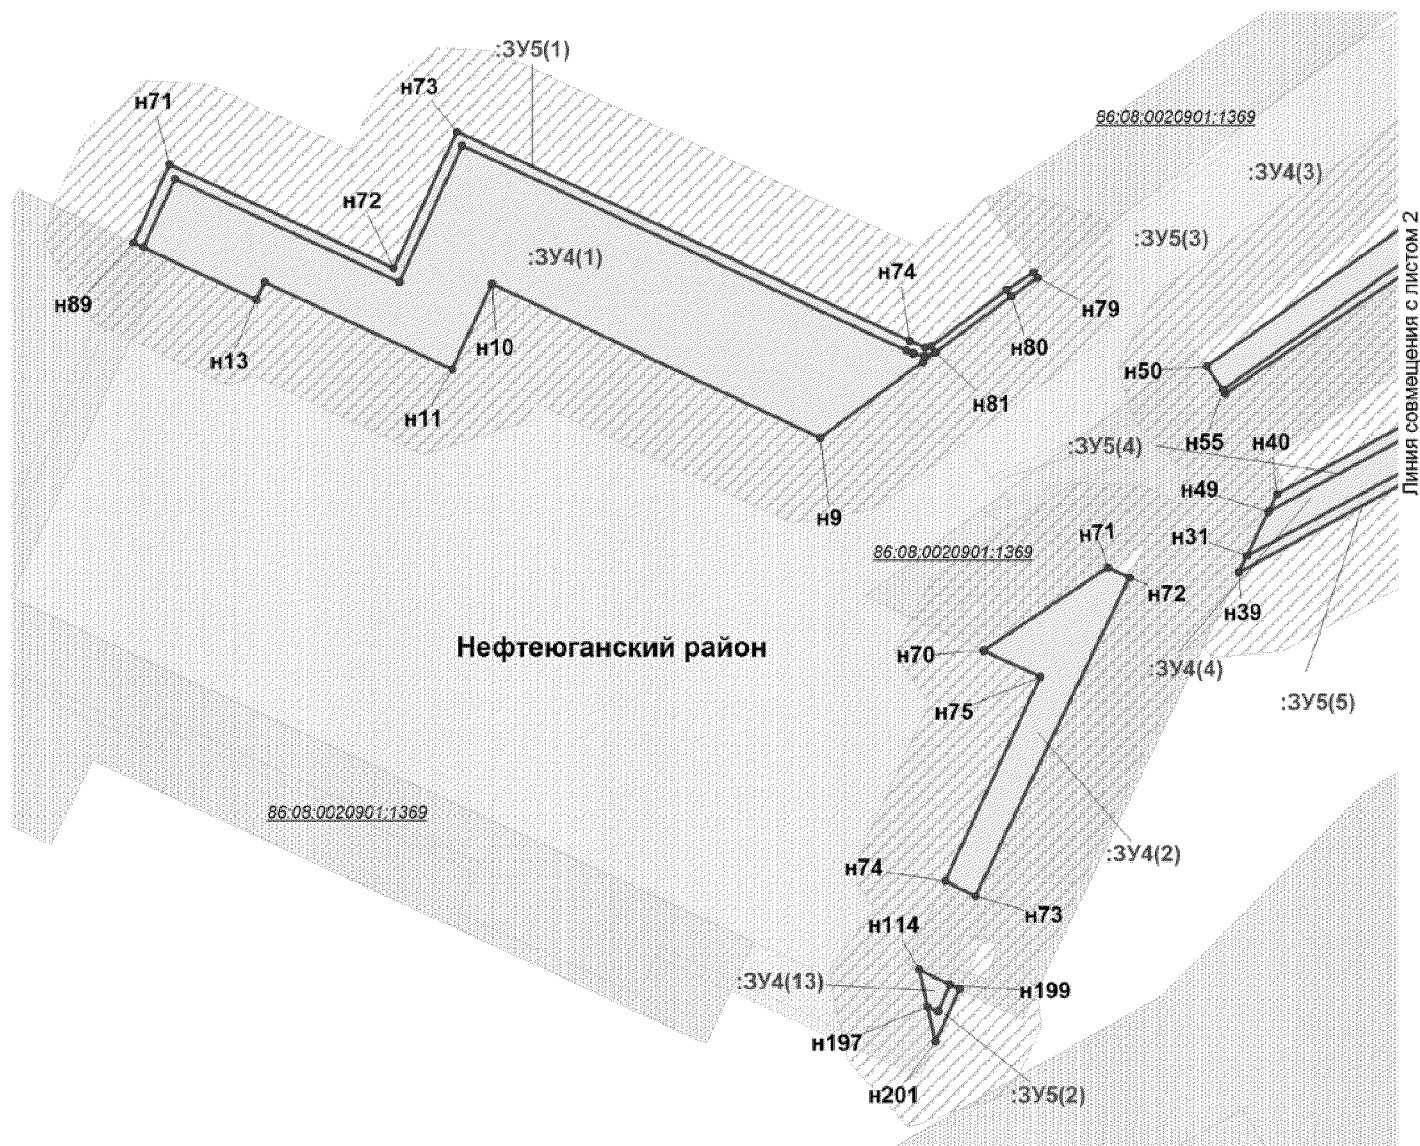 :ЗУ5(1)
н73
н71
86:08:0020901:1369
:ЗУ4(3)
н72
:ЗУ5(3)
:ЗУ4(1)
н74
н89
н79
н10
н80
н13
н50
н81
н11
н55
н40
:ЗУ5(4)
н49
н9
н71
н31
86:08:0020901:1369
н72
н39
Нефтеюганский район
н70
:ЗУ4(4)
:ЗУ5(5)
н75
86:08:0020901:1369
:ЗУ4(2)
н74
н73
н114
:ЗУ4(13)
н199
н197
н201
:ЗУ5(2)
Линия совмещения с листом 2